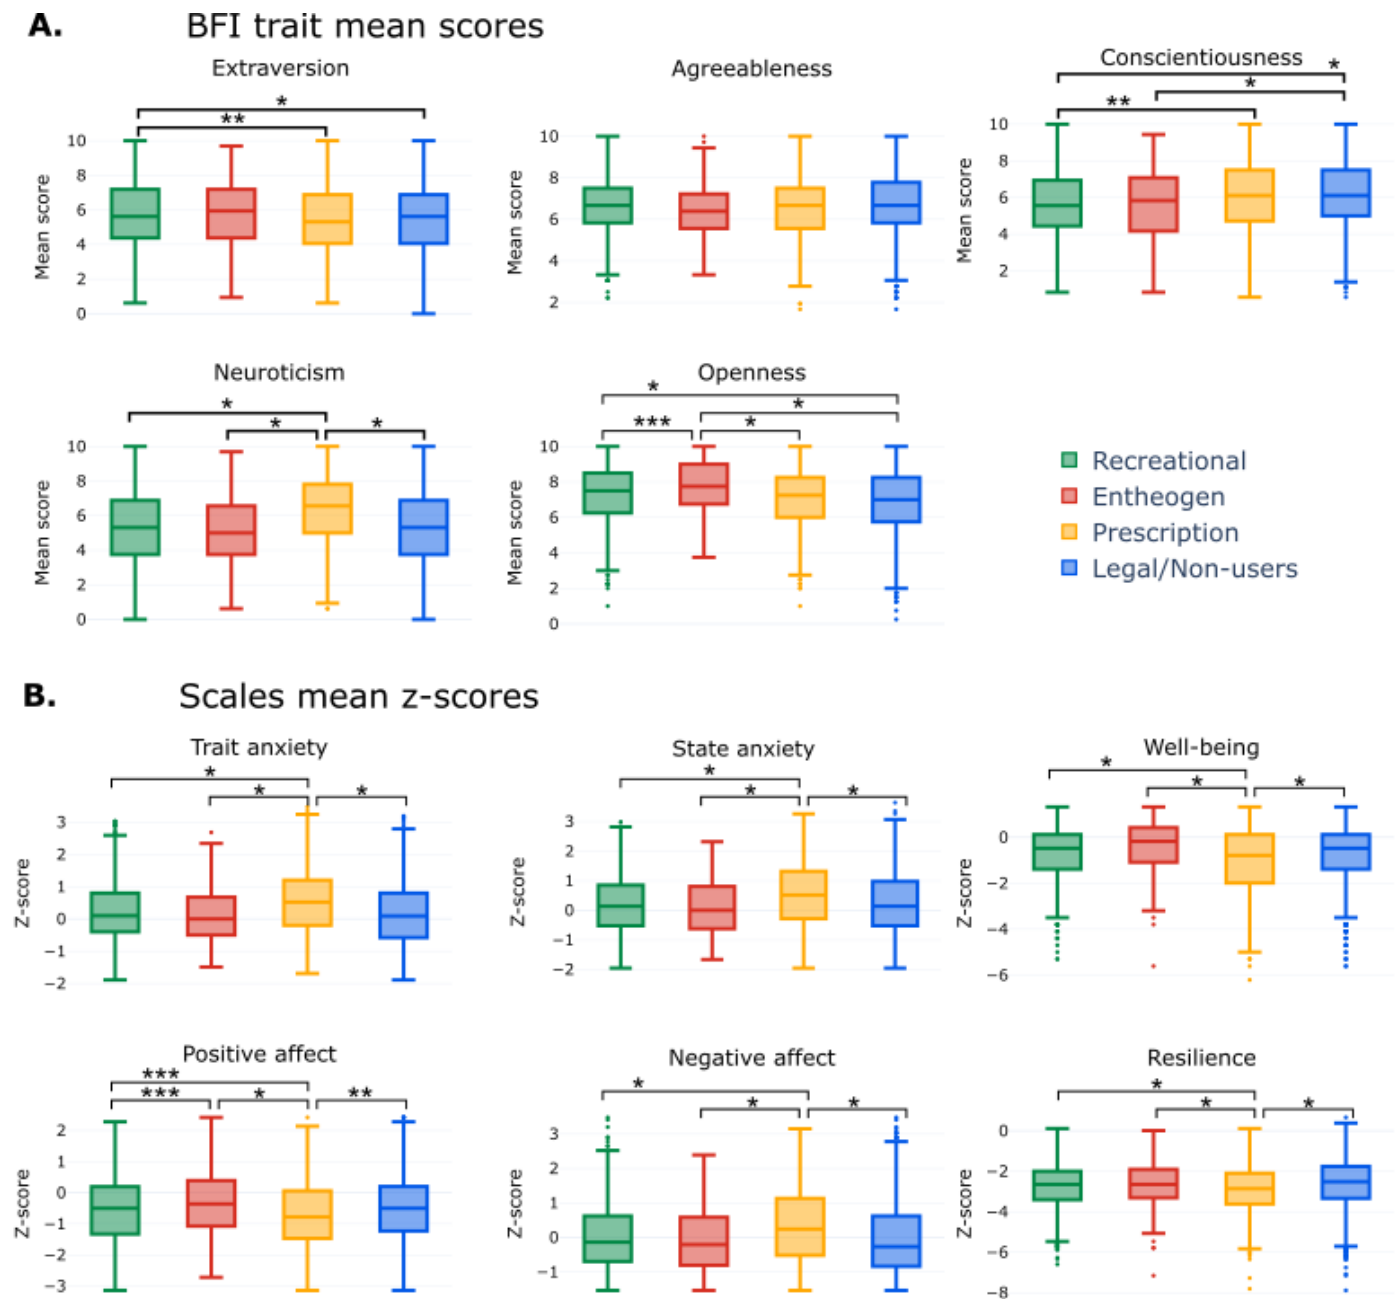 A. BFI trait mean scores
Extraversion
* 
**
Mean score
10
8
6
4
2
0
Agreeableness
Mean score
10
8
6
4
2
Conscientiousness
*
*
**
Mean score
10
8
6
4
2
Neuroticism
*
* *
Mean score
10
8
6
4
2
0
Openness
*
*
*** *
Mean score
10
8
6
4
2
0
Recreational
Entheogen
Prescription
Legal/Non-users
B. Scales mean z-scores
Trait anxiety
*
* *
Z-score
3
2
1
0
−1
−2
State anxiety
*
* *
Z-score
3
2
1
0
−1
−2
Well-being
*
* *
Z-score
0
−2
−4
−6
Positive affect
***
*** * **
Z-score
2
1
0
−1
−2
−3
Negative affect
*
* *
Z-score
3
2
1
0
−1
Resilience
*
* *
Z-score
0
−2
−4
−6
−8